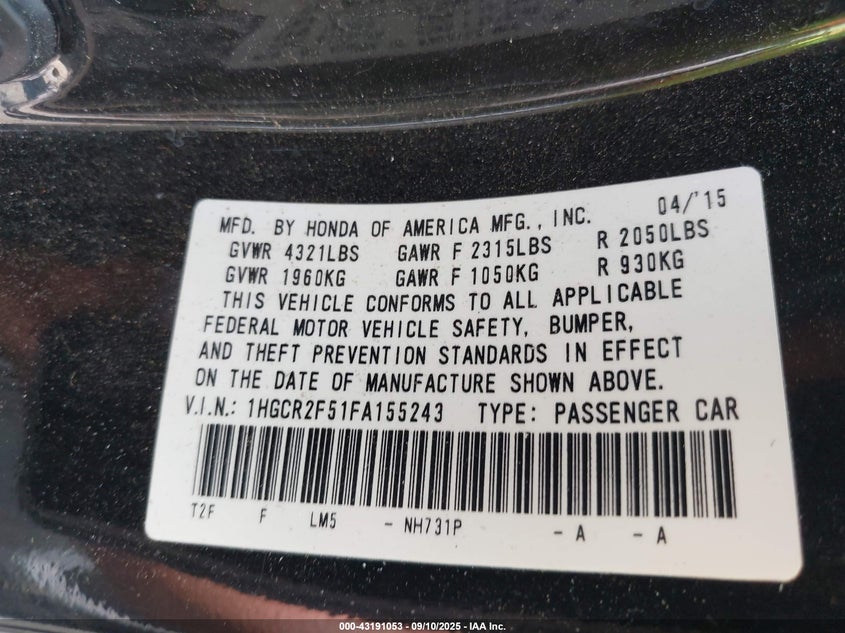 MFD. BY HONDA OF AMERICA MFG., INC. 04/'15
GVWR 4321LBS GAWR F 2315LBS R 2050LBS
GVWR 1960KG GAWR F 1050KG R 930KG
THIS VEHICLE CONFORMS TO ALL APPLICABLE
FEDERAL MOTOR VEHICLE SAFETY, BUMPER,
AND THEFT PREVENTION STANDARDS IN EFFECT
ON THE DATE OF MANUFACTURE SHOWN ABOVE.
V.I.N.: 1HGCR2F51FA155243 TYPE: PASSENGER CAR
T2F F LM5 - NH731P - A - A
000-43191053 - 09/10/2025 - IAA Inc.